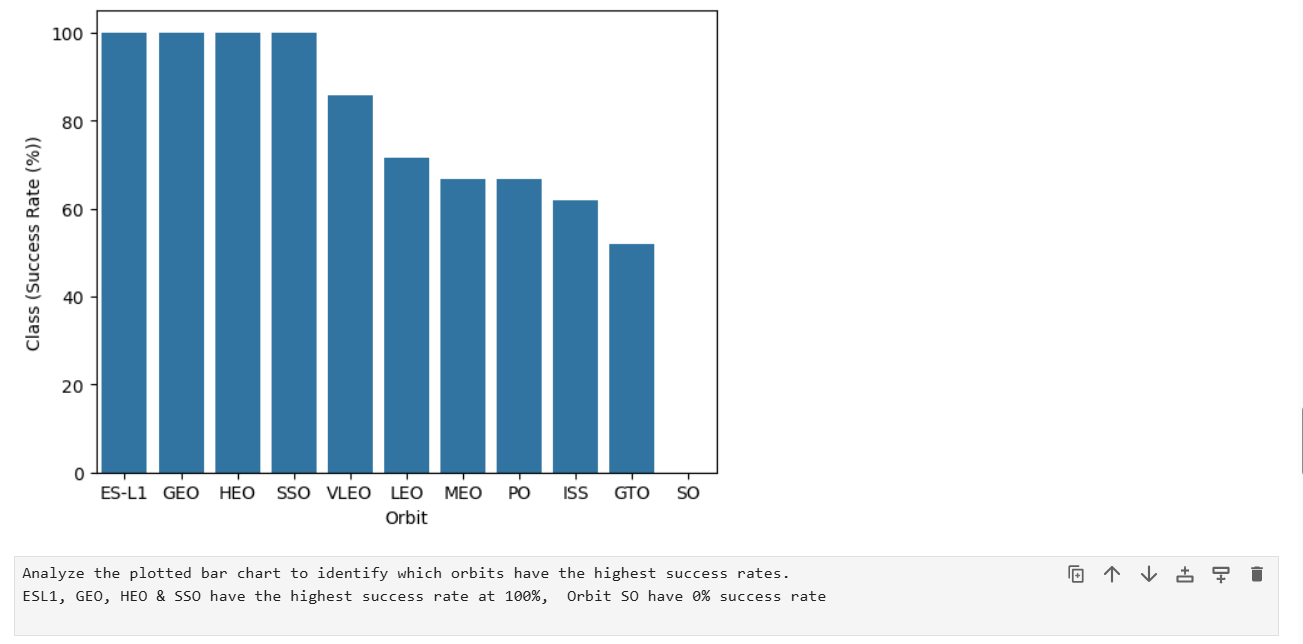 100
80
60
40
20
0
Class (Success Rate (%))
ES-L1 GEO HEO SSO VLEO LEO MEO PO ISS GTO SO
Orbit
Analyze the plotted bar chart to identify which orbits have the highest success rates.
ESL1, GEO, HEO & SSO have the highest success rate at 100%,  Orbit SO have 0% success rate